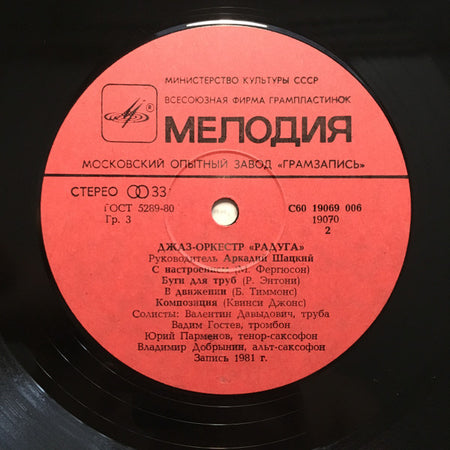 МИНИСТЕРСТВО КУЛЬТУРЫ СССР
ВСЕСОЮЗНАЯ ФИРМА ГРАМПЛАСТИНОК
МЕЛОДИЯ
МОСКОВСКИЙ ОПЫТНЫЙ ЗАВОД «ГРАМЗАПИСЬ»
СТЕРЕО 33
ГОСТ 5289-80 С60 19069 006
Гр. 3 19070
2
ДЖАЗ-ОРКЕСТР «РАДУГА»
Руководитель Аркадий Шацкий
С настроением (М. Фергюсон)
Буги для труб (Р. Энтони)
В движении (Б. Тиммонс)
Композиция (Квинси Джонс)
Солисты: Валентин Давыдович, труба
Вадим Гостев, тромбон
Юрий Парменов, тенор-саксофон
Владимир Добрынин, альт-саксофон
Запись 1981 г.